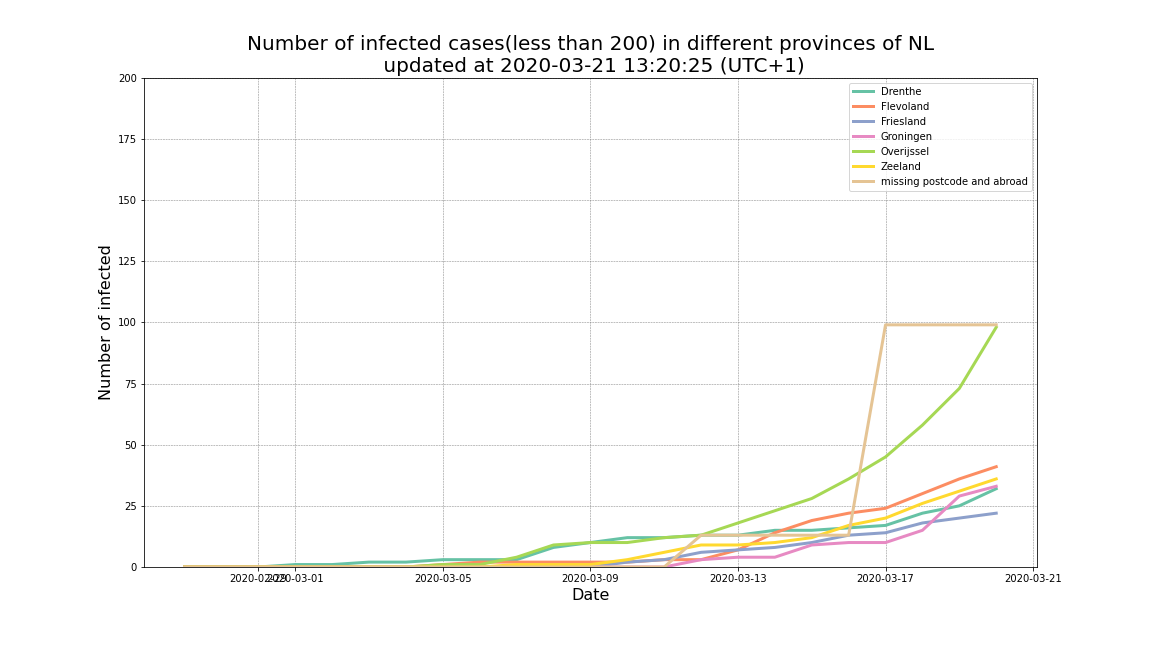 Number of infected cases(less than 200) in different provinces of NL
updated at 2020-03-21 13:20:25 (UTC+1)
200
175
150
125
100
75
50
25
0
Number of infected
Drenthe
Flevoland
Friesland
Groningen
Overijssel
Zeeland
missing postcode and abroad
2020-02-29
2020-03-01
2020-03-05
2020-03-09
2020-03-13
2020-03-17
2020-03-21
Date